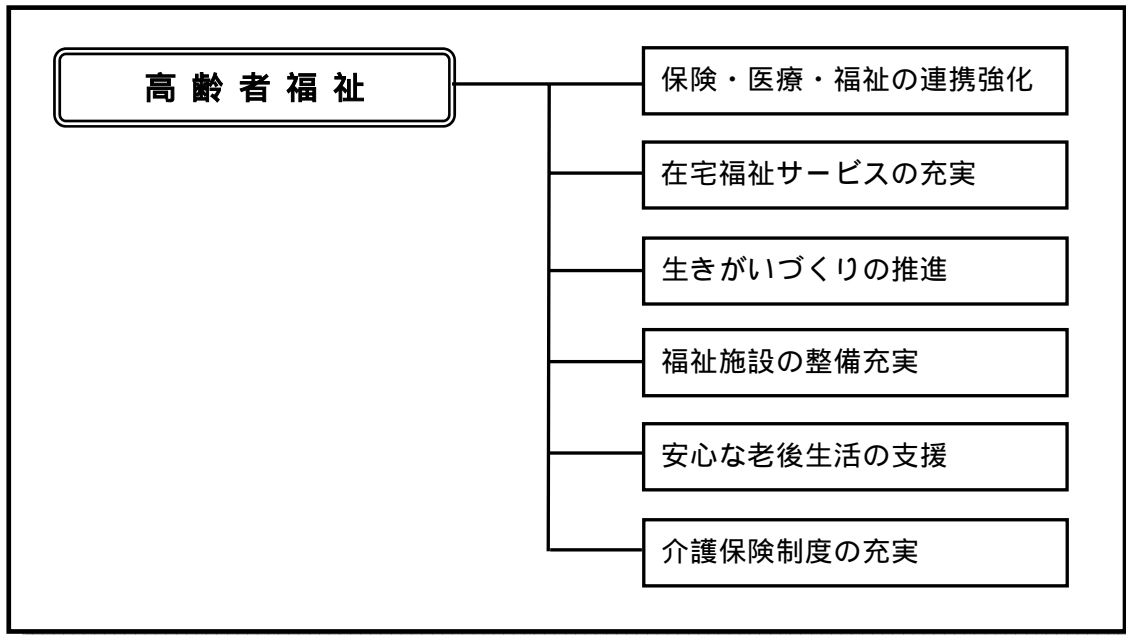 高齢者福祉
保険・医療・福祉の連携強化
在宅福祉サービスの充実
生きがいづくりの推進
福祉施設の整備充実
安心な老後生活の支援
介護保険制度の充実